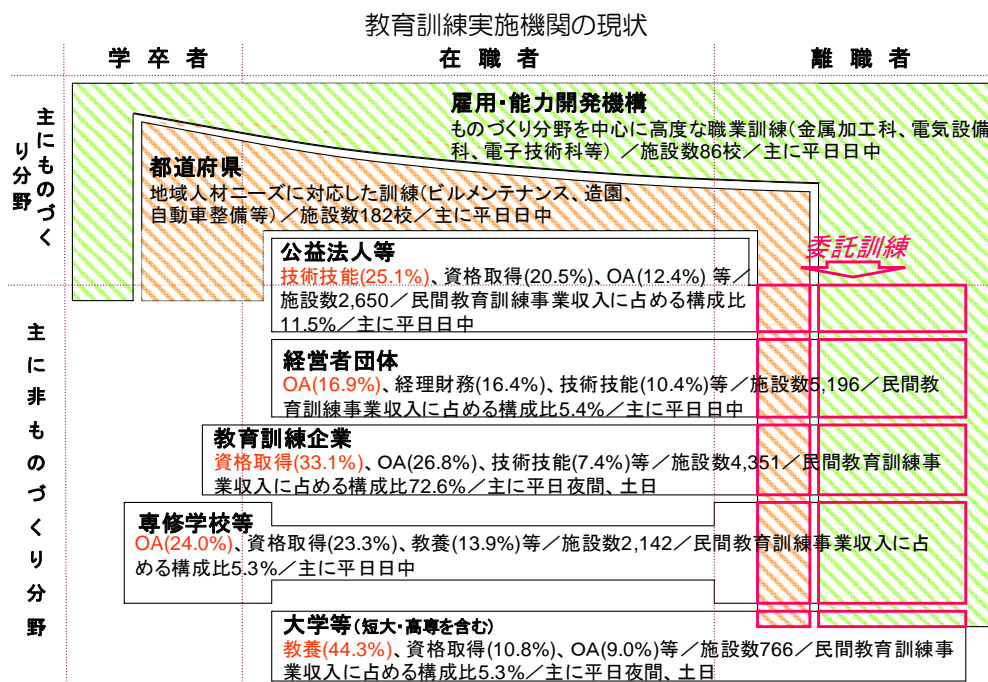 教育訓練実施機関の現状
学卒者
在職者
離職者
主にものづくり分野
雇用・能力開発機構
ものづくり分野を中心に高度な職業訓練(金属加工科、電気設備
科、電子技術科等) ／施設数86校／主に平日日中
都道府県
地域人材ニーズに対応した訓練(ビルメンテナンス、造園、
自動車整備等)／施設数182校／主に平日日中
委託訓練
公益法人等
技術技能(25.1%)、資格取得(20.5%)、OA(12.4%) 等／
施設数2,650／民間教育訓練事業収入に占める構成比
11.5%／主に平日日中
主に非ものづくり分野
経営者団体
OA(16.9%)、経理財務(16.4%)、技術技能(10.4%)等／施設数5,196／民間教
育訓練事業収入に占める構成比5.4%／主に平日日中
教育訓練企業
資格取得(33.1%)、OA(26.8%)、技術技能(7.4%)等／施設数4,351／民間教育訓練事
業収入に占める構成比72.6%／主に平日夜間、土日
専修学校等
OA(24.0%)、資格取得(23.3%)、教養(13.9%)等／施設数2,142／民間教育訓練事業収入に占
める構成比5.3%／主に平日日中
大学等(短大・高専を含む)
教養(44.3%)、資格取得(10.8%)、OA(9.0%)等／施設数766／民間教育訓練事
業収入に占める構成比5.3%／主に平日夜間、土日